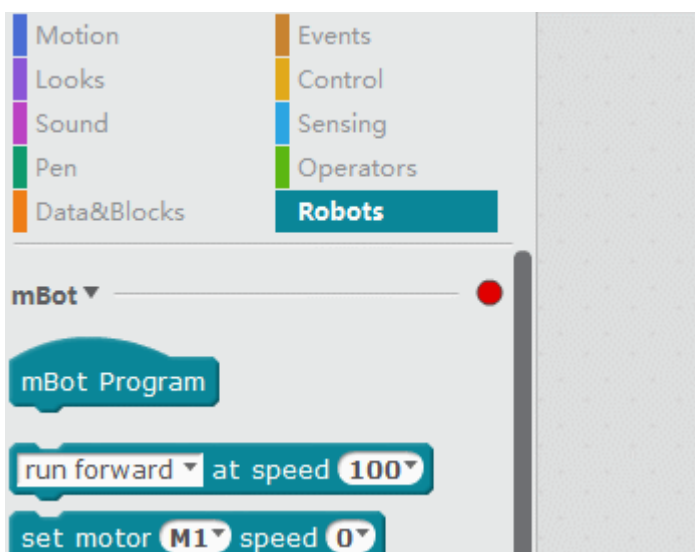 Motion Events
Looks Control
Sound Sensing
Pen Operators
Data&Blocks Robots
mBot
mBot Program
run forward at speed 100
set motor M1 speed 0